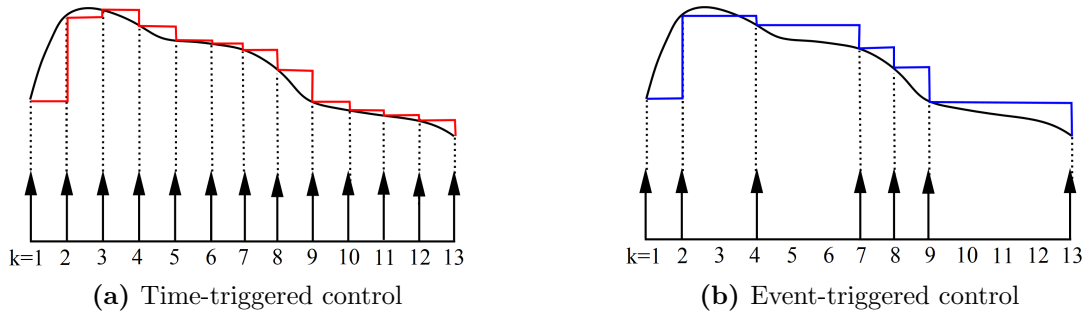 k=1 2 3 4 5 6 7 8 9 10 11 12 13
(a) Time-triggered control
k=1 2 3 4 5 6 7 8 9 10 11 12 13
(b) Event-triggered control